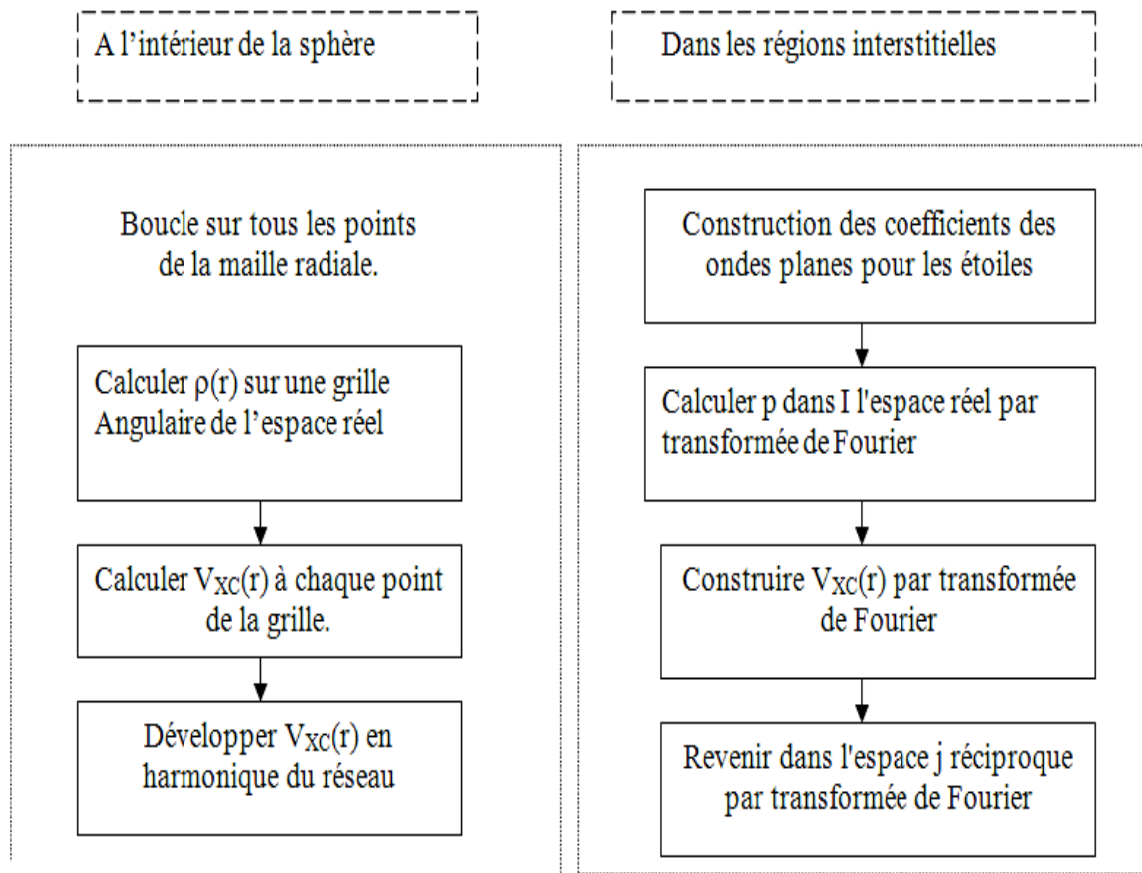 A l’intérieur de la sphère
Dans les régions interstitielles
Boucle sur tous les points
de la maille radiale.
Calculer ρ(r) sur une grille
Angulaire de l’espace réel
Calculer VXC(r) à chaque point
de la grille.
Développer VXC(r) en
harmonique du réseau
Construction des coefficients des
ondes planes pour les étoiles
Calculer p dans I l'espace réel par
transformée de Fourier
Construire VXC(r) par transformée
de Fourier
Revenir dans l'espace j réciproque
par transformée de Fourier